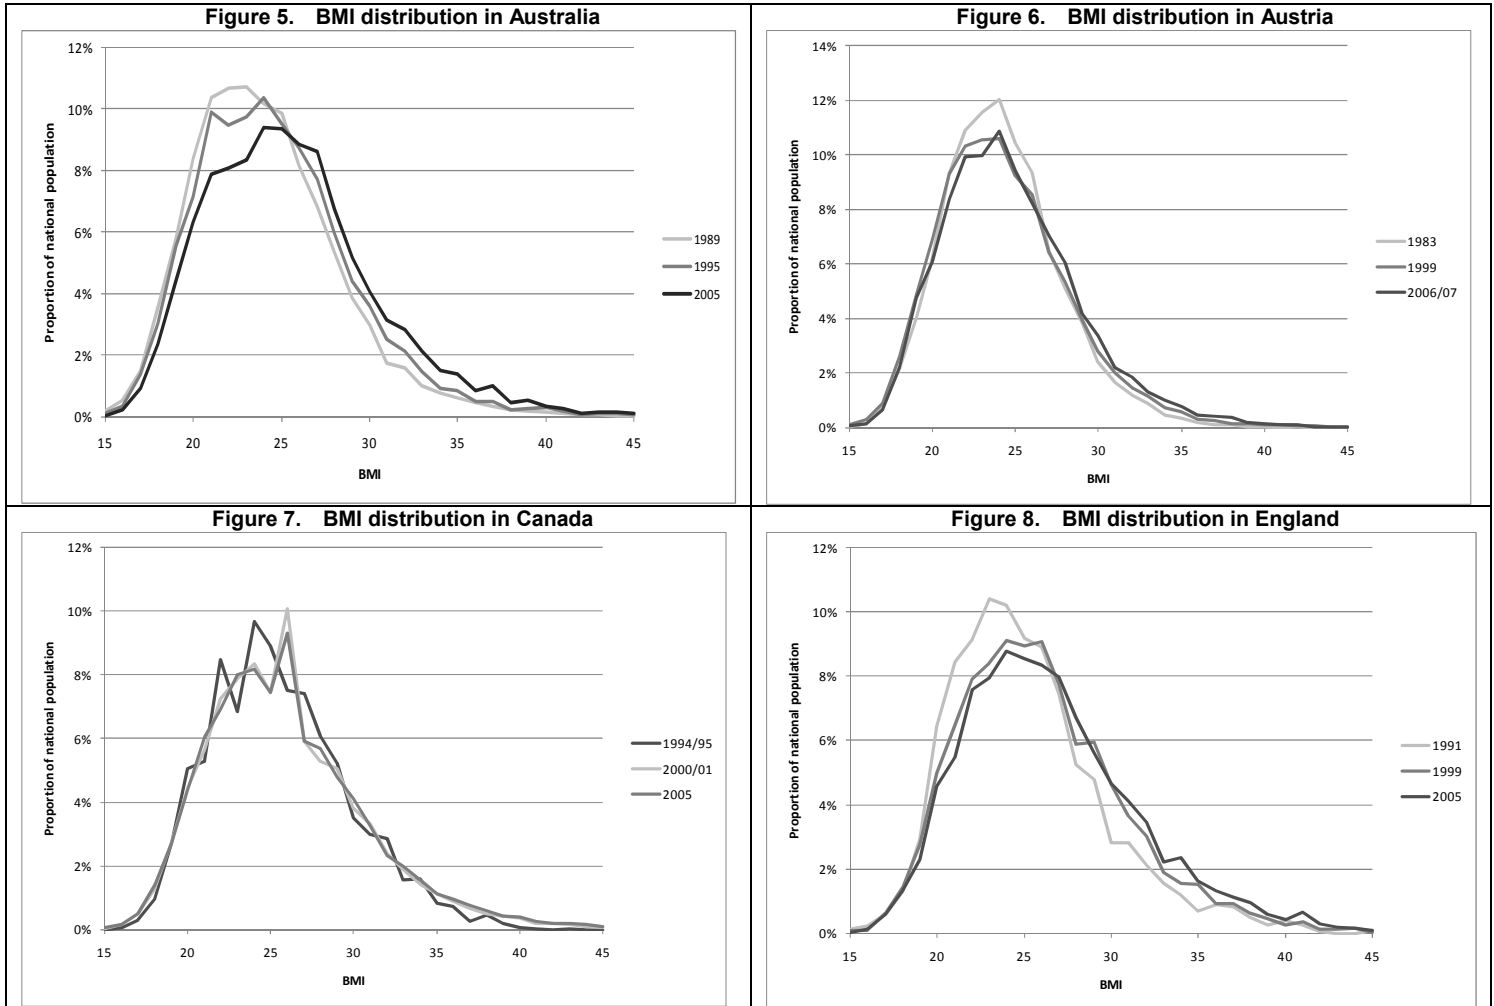 Figure 5. BMI distribution in Australia
12%
10%
8%
6%
4%
2%
0%
Proportion of national population
15 20 25 30 35 40 45
BMI
1989
1995
2005
Figure 6. BMI distribution in Austria
14%
12%
10%
8%
6%
4%
2%
0%
Proportion of national population
15 20 25 30 35 40 45
BMI
1983
1999
2006/07
Figure 7. BMI distribution in Canada
12%
10%
8%
6%
4%
2%
0%
Proportion of national population
15 20 25 30 35 40 45
BMI
1994/95
2000/01
2005
Figure 8. BMI distribution in England
12%
10%
8%
6%
4%
2%
0%
Proportion of national population
15 20 25 30 35 40 45
BMI
1991
1999
2005